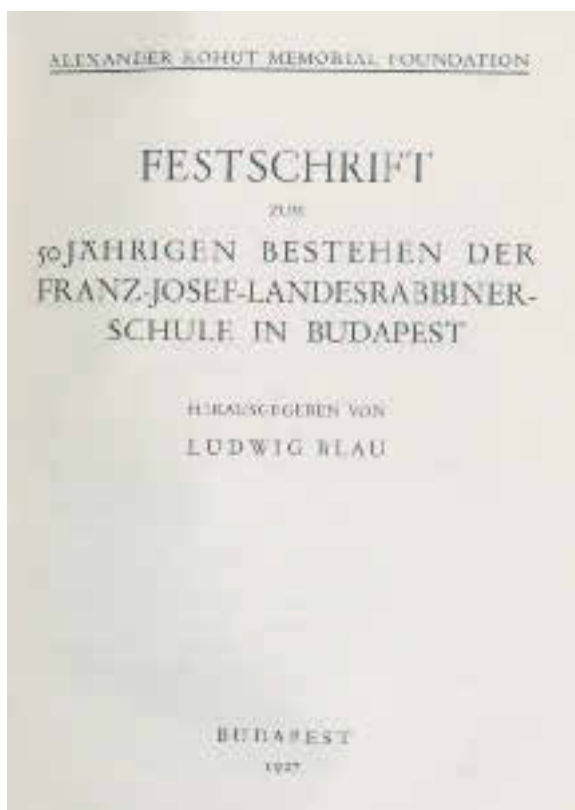 ALEXANDER KOHUT MEMORIAL FOUNDATION
FESTSCHRIFT
ZUM
50JÄHRIGEN BESTEHEN DER
FRANZ-JOSEF-LANDESRABBINER-
SCHULE IN BUDAPEST
HERAUSGEGEBEN VON
LUDWIG BLAU
BUDAPEST
1927